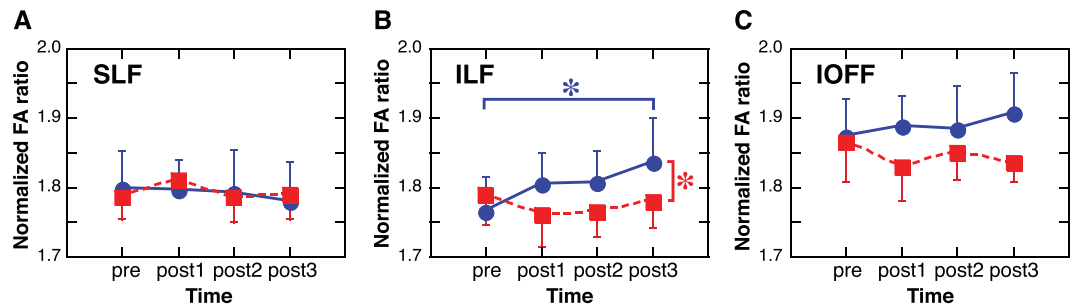 A
SLF
Normalized FA ratio
2.0
1.9
1.8
1.7
pre post1 post2 post3
Time
B
ILF
Normalized FA ratio
2.0
1.9
1.8
1.7
*
*
pre post1 post2 post3
Time
C
IOFF
Normalized FA ratio
2.0
1.9
1.8
1.7
pre post1 post2 post3
Time